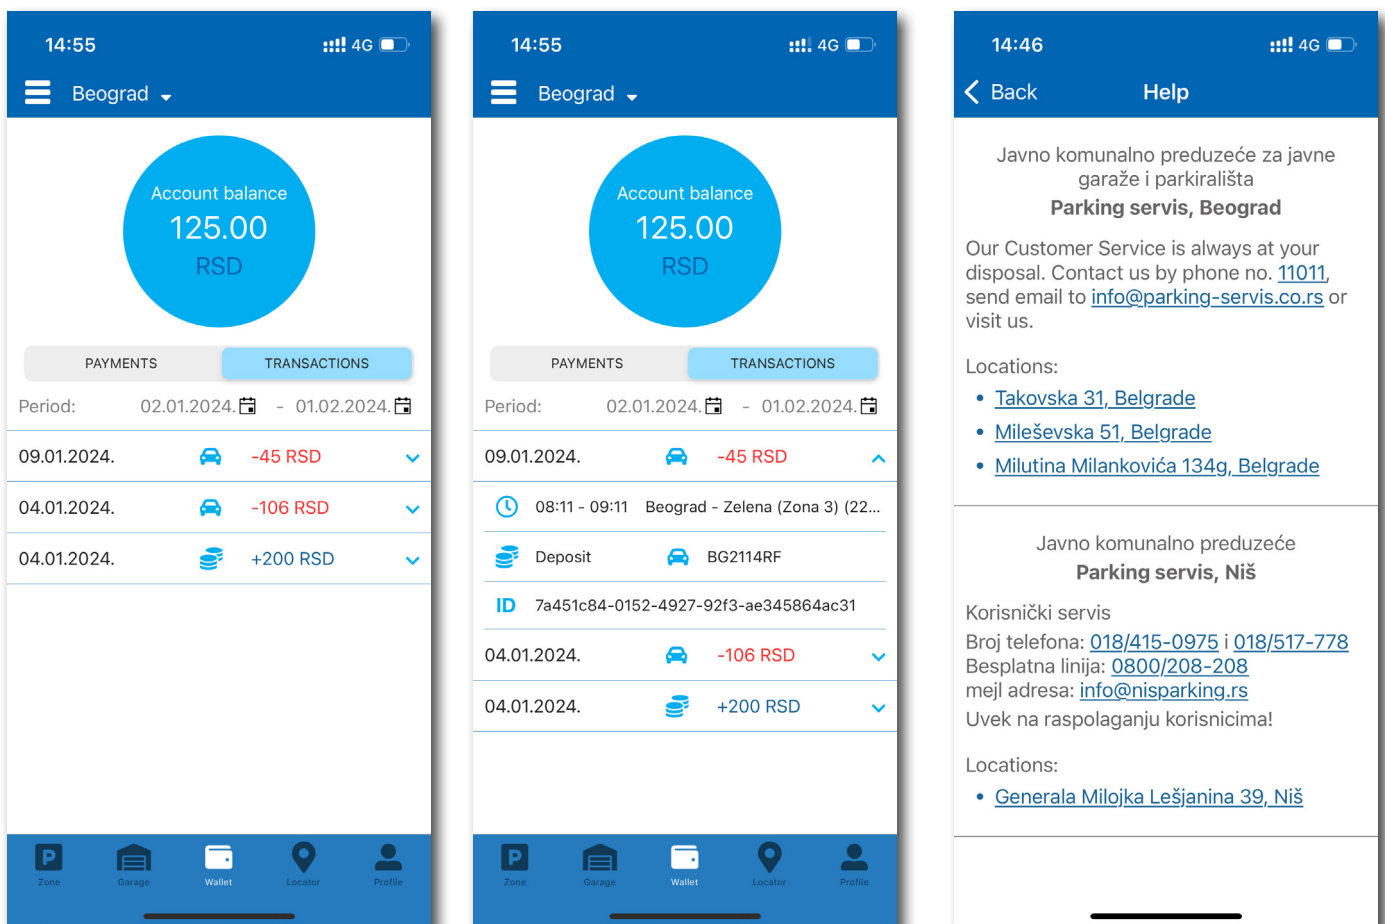 14:55
4G
Beograd
Account balance
125.00
RSD
PAYMENTS TRANSACTIONS
Period: 02.01.2024. - 01.02.2024.
09.01.2024. -45 RSD
04.01.2024. -106 RSD
04.01.2024. +200 RSD
P
Zone Garage Wallet Locator Profile
14:55
4G
Beograd
Account balance
125.00
RSD
PAYMENTS TRANSACTIONS
Period: 02.01.2024. - 01.02.2024.
09.01.2024. -45 RSD
08:11 - 09:11 Beograd - Zelena (Zona 3) (22...
Deposit BG2114RF
ID 7a451c84-0152-4927-92f3-ae345864ac31
04.01.2024. -106 RSD
04.01.2024. +200 RSD
P
Zone Garage Wallet Locator Profile
14:46
4G
Back Help
Javno komunalno preduzeće za javne
garaže i parkirališta
Parking servis, Beograd
Our Customer Service is always at your
disposal. Contact us by phone no. 11011,
send email to info@parking-servis.co.rs or
visit us.
Locations:
• Takovska 31, Belgrade
• Mileševska 51, Belgrade
• Milutina Milankovića 134g, Belgrade
Javno komunalno preduzeće
Parking servis, Niš
Korisnički servis
Broj telefona: 018/415-0975 i 018/517-778
Besplatna linija: 0800/208-208
mejl adresa: info@nisparking.rs
Uvek na raspolaganju korisnicima!
Locations:
• Generala Milojka Lešjanina 39, Niš